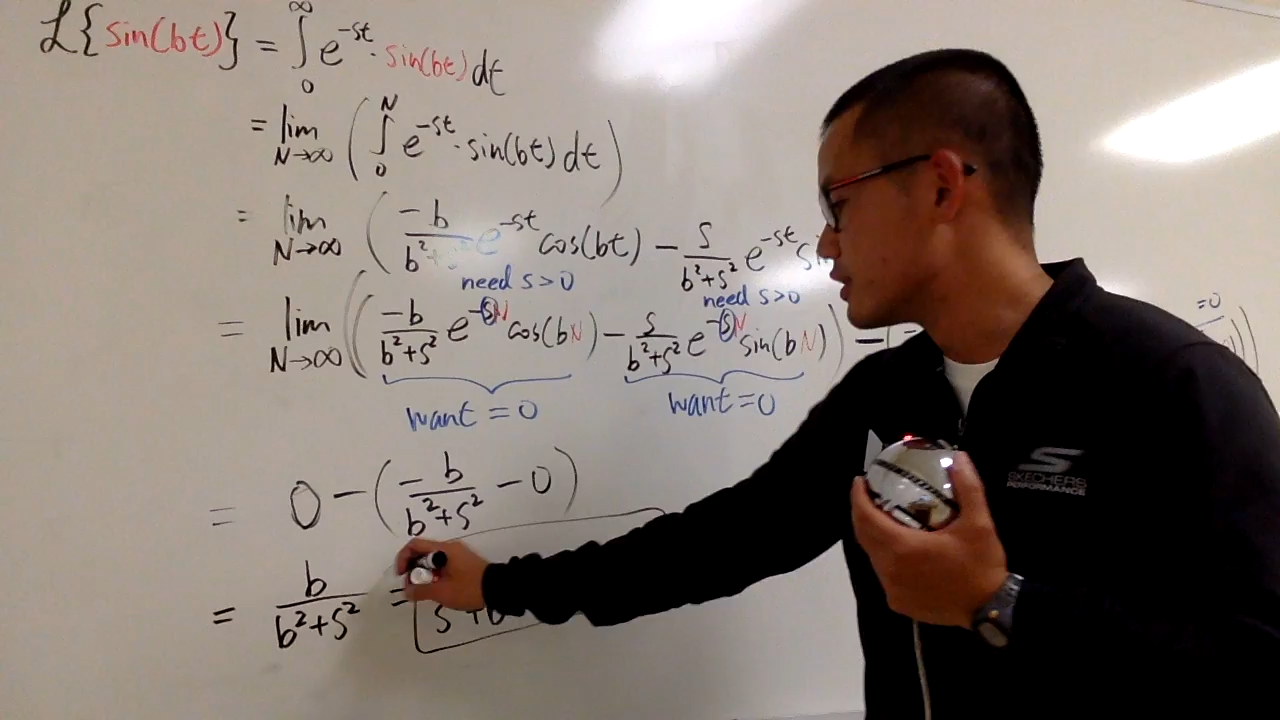 ℒ{sin(bt)} = ∫₀^∞ e^{-st} · sin(bt) dt
= lim N→∞ ( ∫₀^N e^{-st} · sin(bt) dt )
= lim N→∞ ( -b/(b²+s²) e^{-st} cos(bt) - s/(b²+s²) e^{-st}
need s>0 need s>0
= lim N→∞ (( -b/(b²+s²) e^{-sN} cos(bN) - s/(b²+s²) e^{-sN} sin(bN) ) - (
=0
want = 0 want = 0
= 0 - ( -b/(b²+s²) - 0 )
= b/(b²+s²) =
SKECHERS
PERFORMANCE